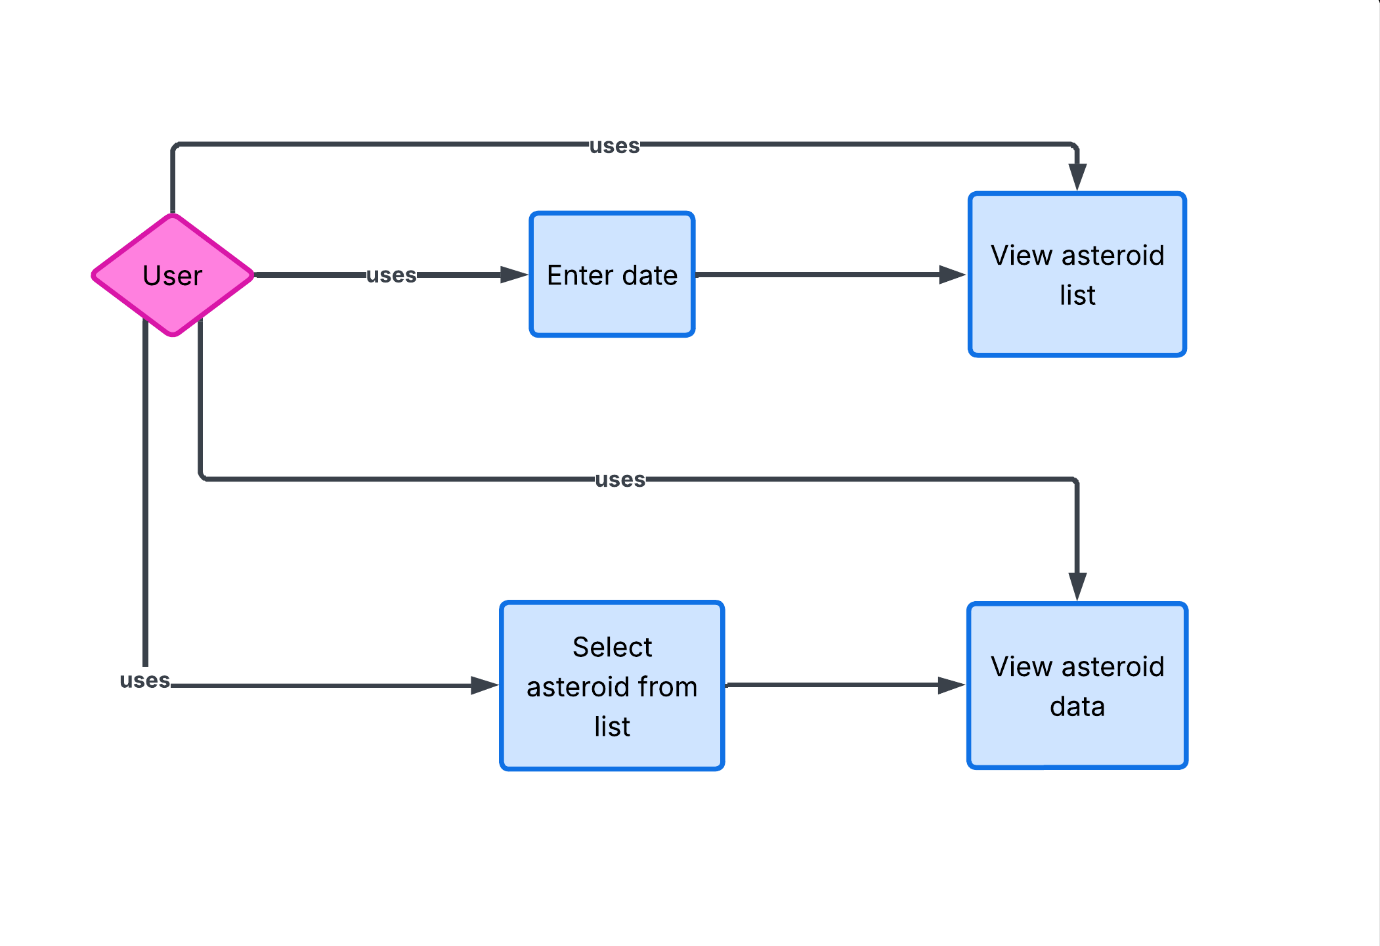 uses
User
uses
Enter date
View asteroid
list
uses
Select
asteroid from
list
View asteroid
data
uses